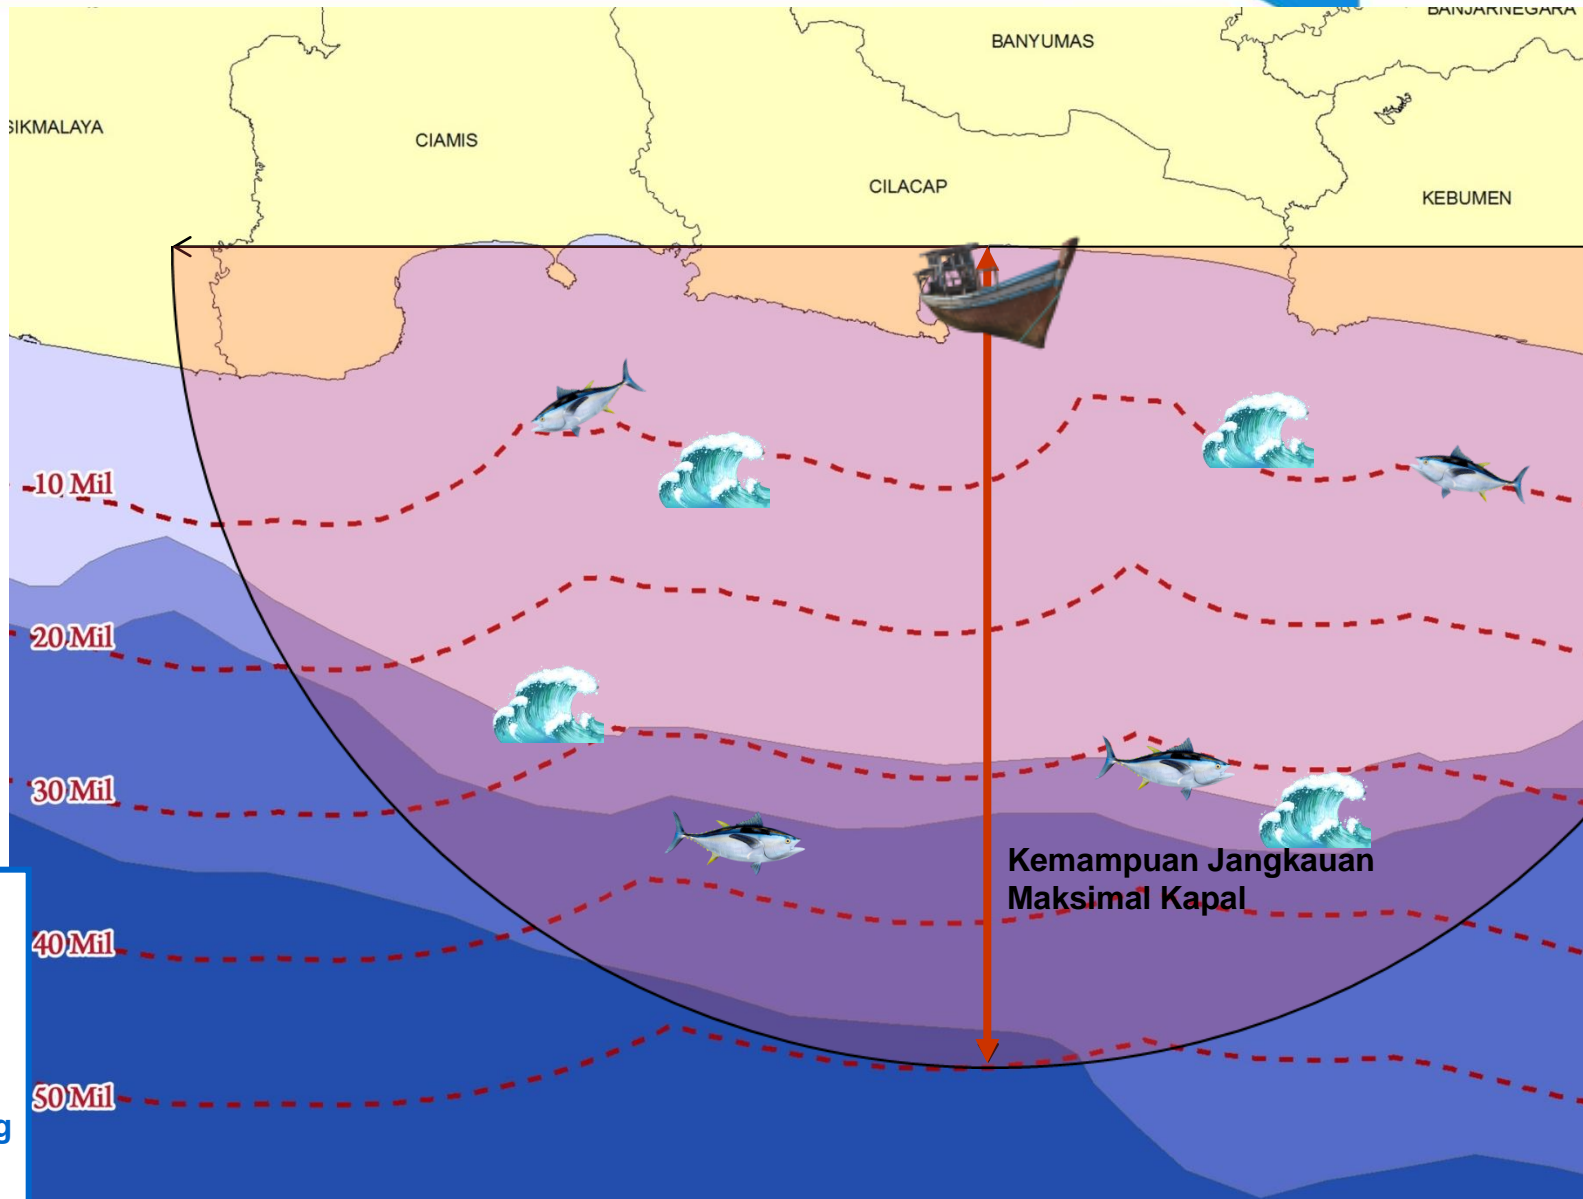 BANJARNEGARA
BANYUMAS
SIKMALAYA
CIAMIS
CILACAP
KEBUMEN
10 Mil
20 Mil
30 Mil
Kemampuan Jangkauan
Maksimal Kapal
40 Mil
50 Mil
g